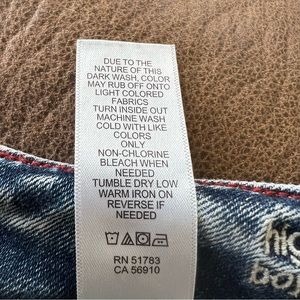 DUE TO THE
NATURE OF THIS
DARK WASH, COLOR
MAY RUB OFF ONTO
LIGHT COLORED
FABRICS
TURN INSIDE OUT
MACHINE WASH
COLD WITH LIKE
COLORS
ONLY
NON-CHLORINE
BLEACH WHEN
NEEDED
TUMBLE DRY LOW
WARM IRON ON
REVERSE IF
NEEDED
RN 51783
CA 56910